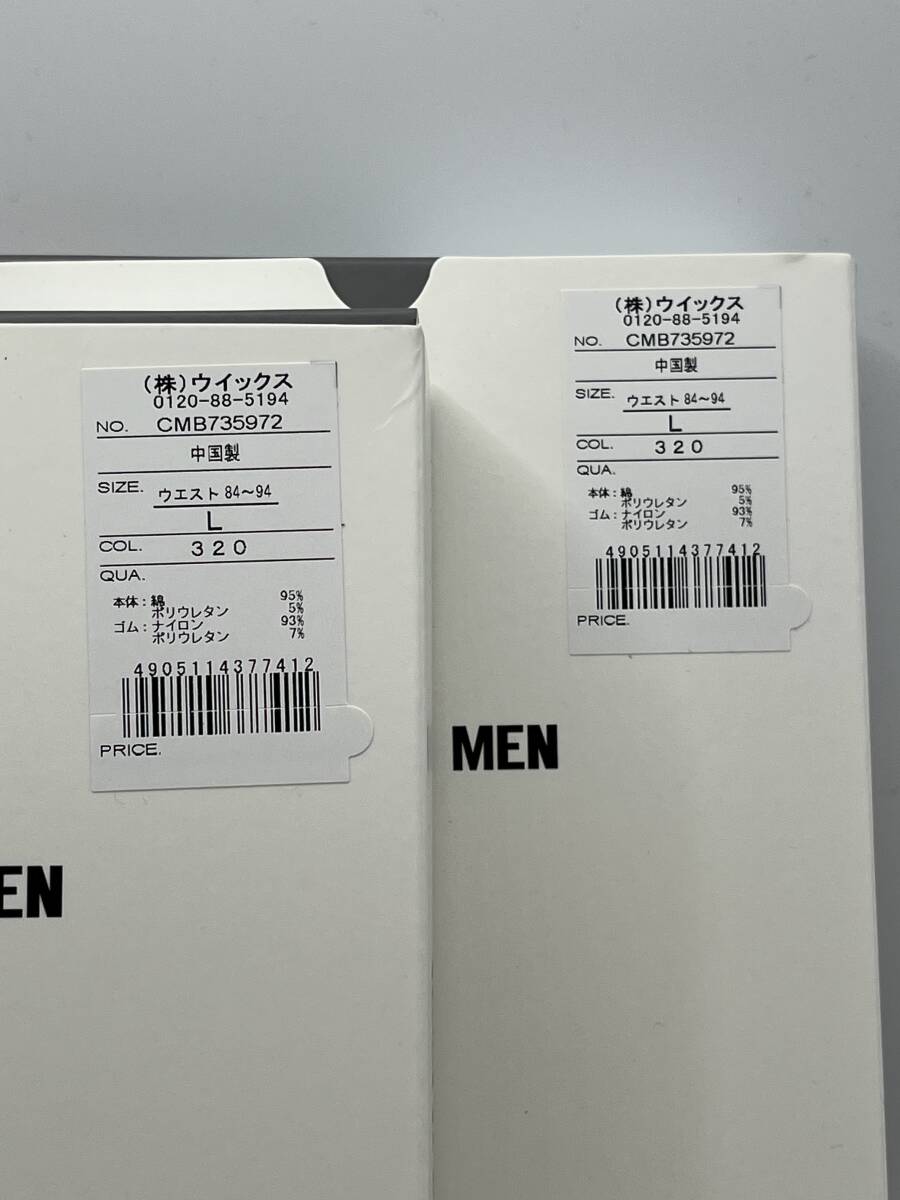 (株)ウイックス
0120-88-5194
NO. CMB735972
中国製
SIZE. ウエスト 84～94
L
COL. 320
QUA.
本体：綿 95%
ポリウレタン 5%
ゴム：ナイロン 93%
ポリウレタン 7%
4905114377412
PRICE.
EN
(株)ウイックス
0120-88-5194
NO. CMB735972
中国製
SIZE. ウエスト 84～94
L
COL. 320
QUA.
本体：綿 95%
ポリウレタン 5%
ゴム：ナイロン 93%
ポリウレタン 7%
4905114377412
PRICE.
MEN